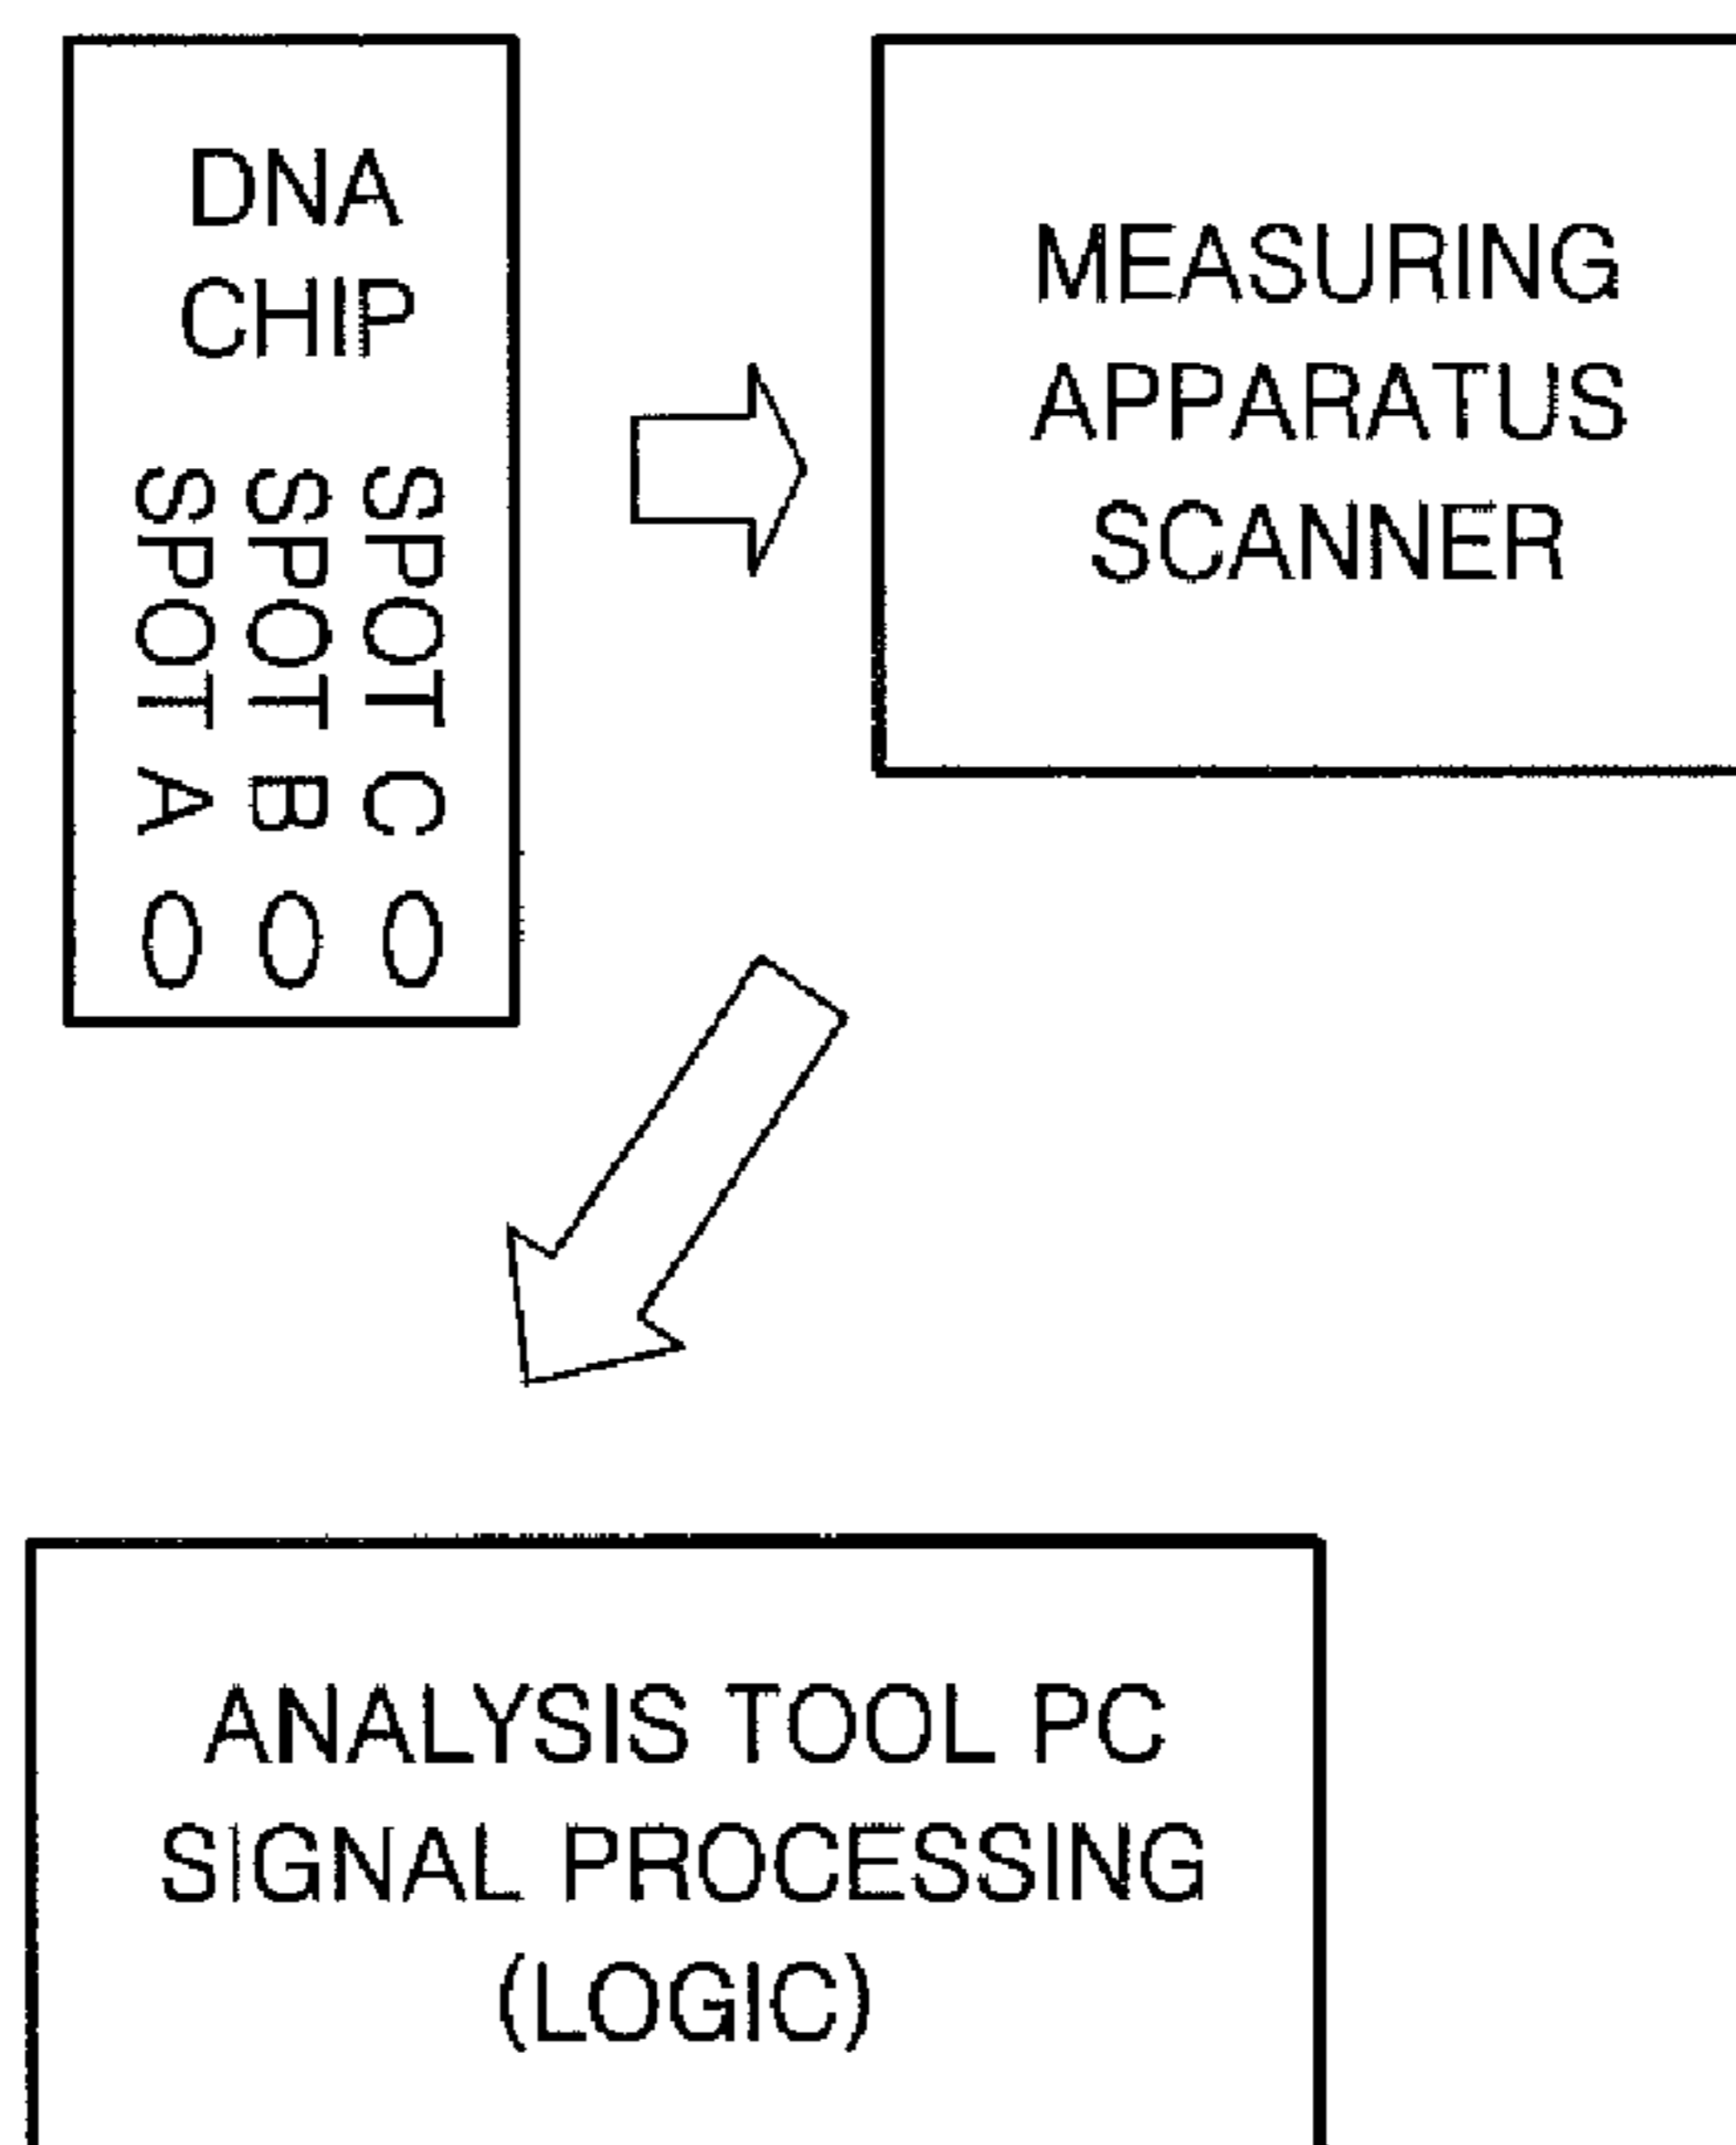 DNA
CHIP
SPOT A
SPOT B
SPOT C
MEASURING
APPARATUS
SCANNER
ANALYSIS TOOL PC
SIGNAL PROCESSING
(LOGIC)